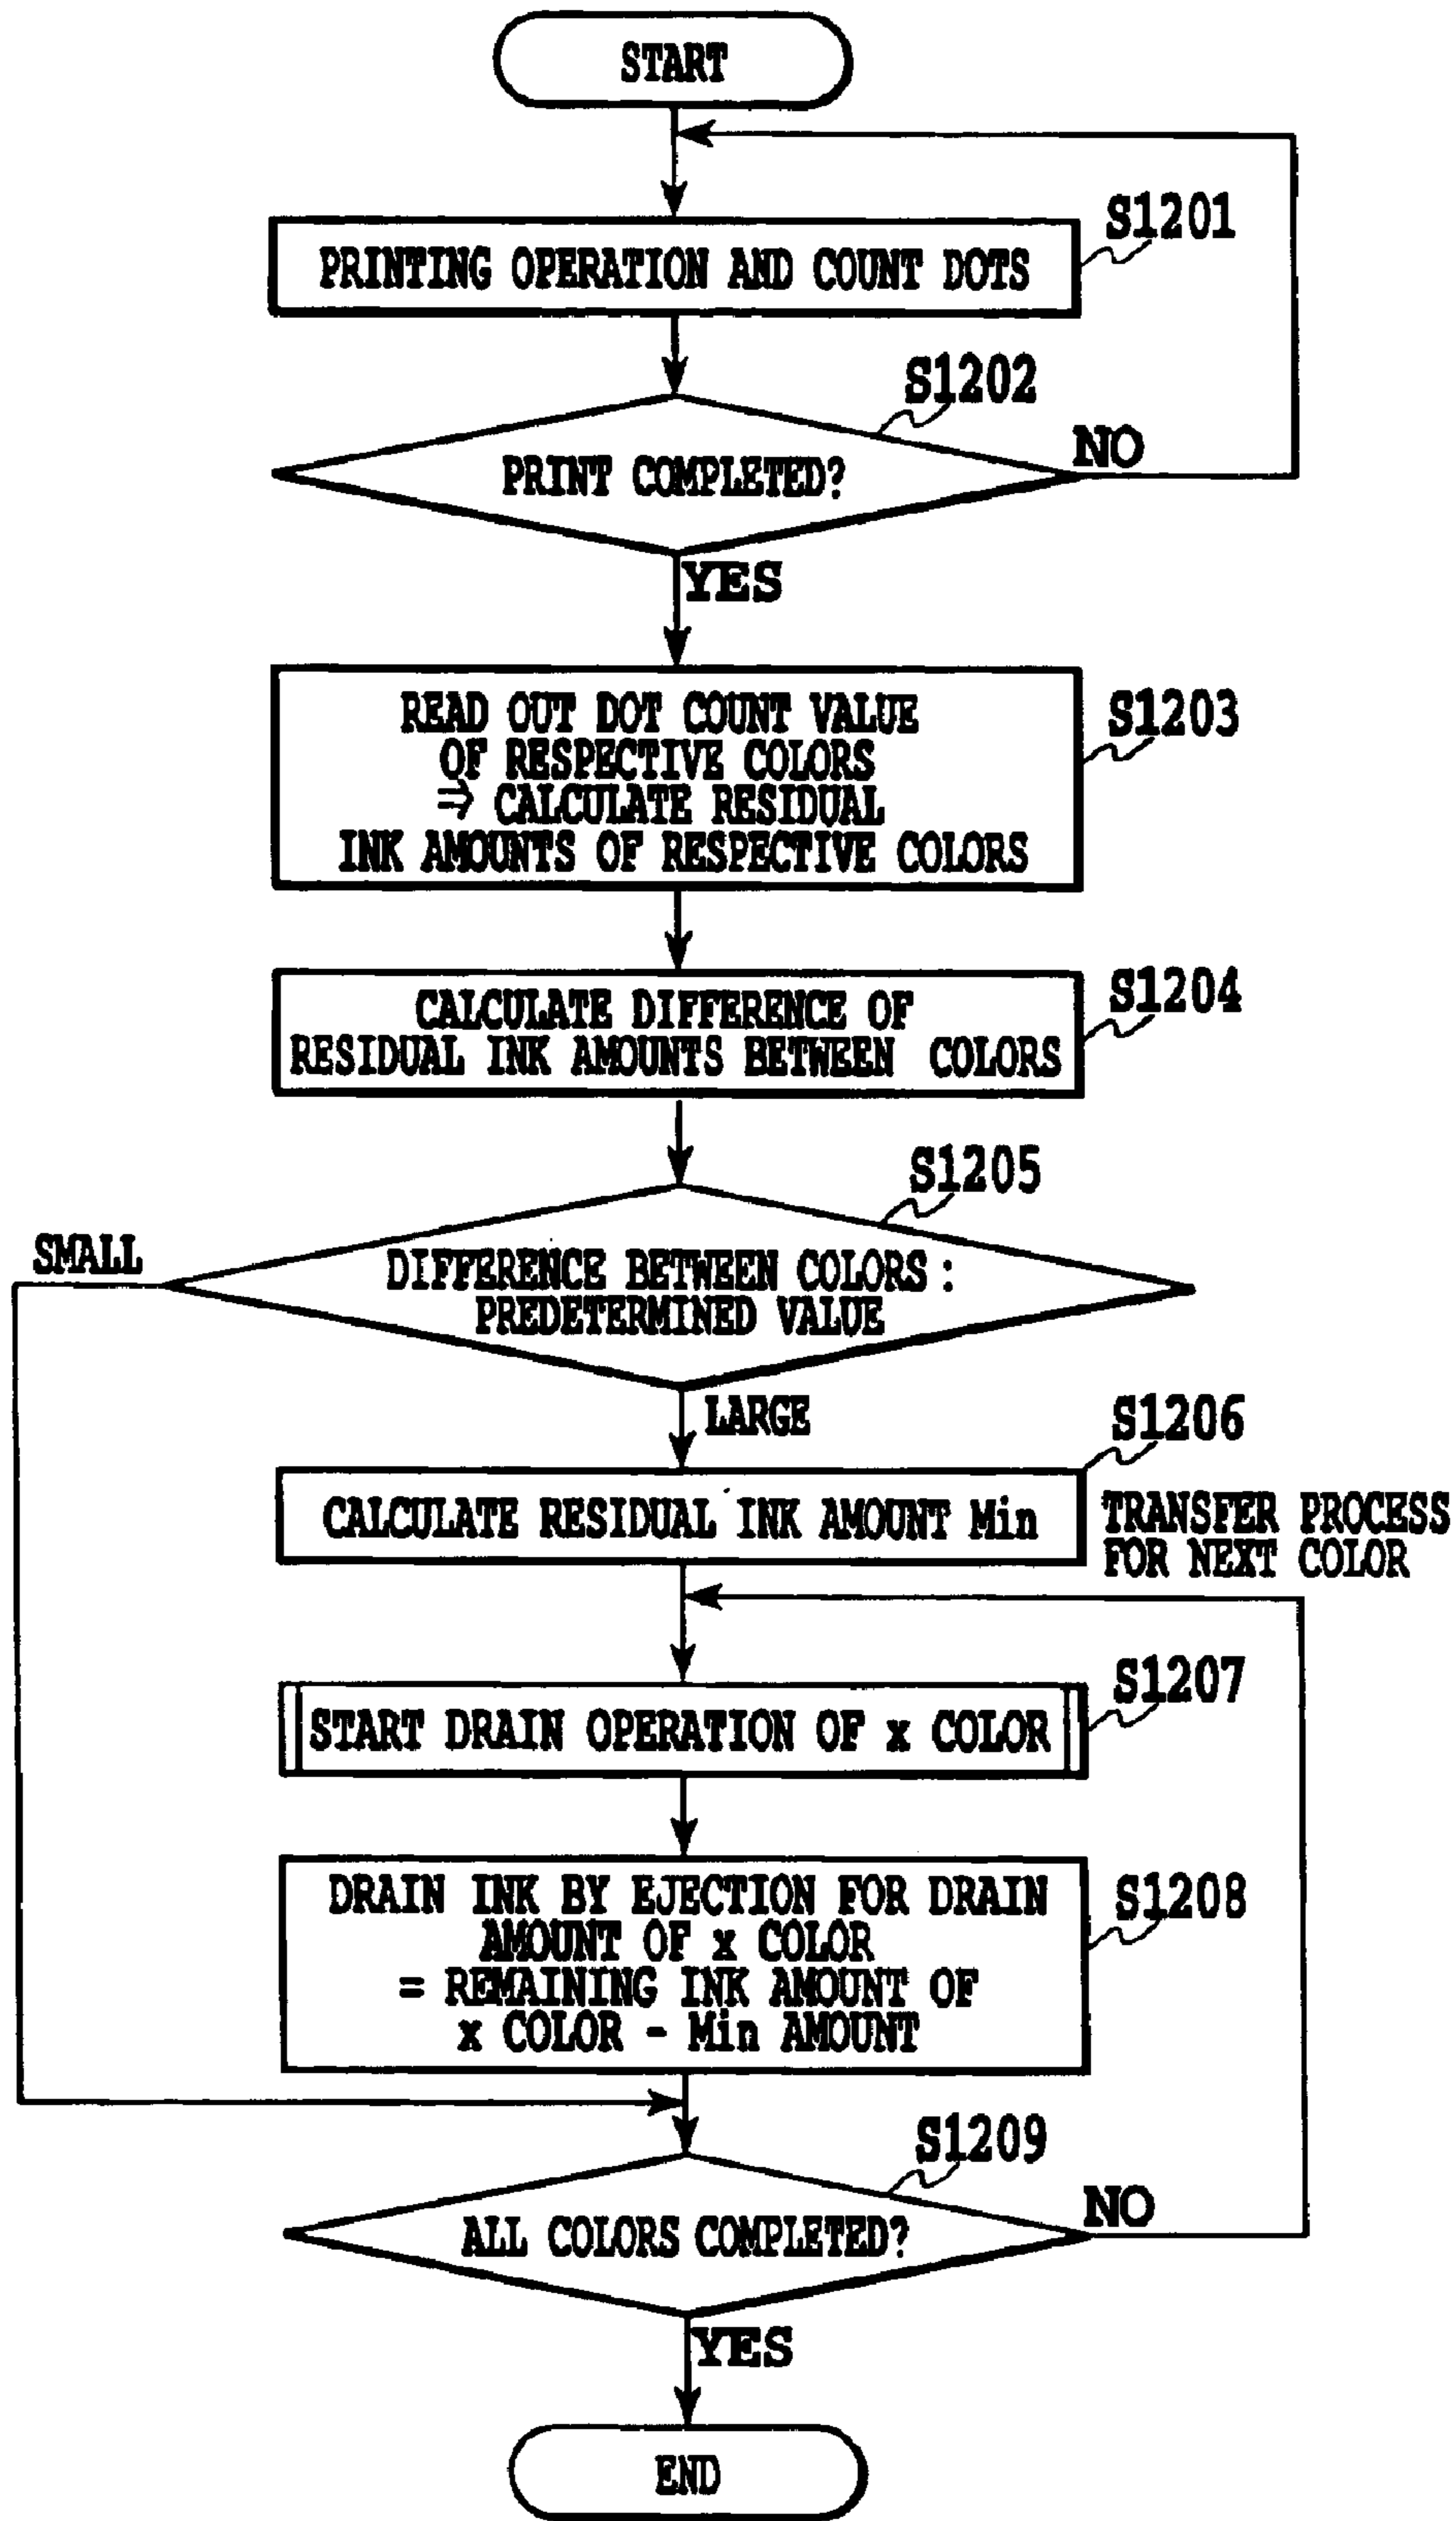 START
S1201
PRINTING OPERATION AND COUNT DOTS
S1202
PRINT COMPLETED?
NO
YES
S1203
READ OUT DOT COUNT VALUE
OF RESPECTIVE COLORS
⇒ CALCULATE RESIDUAL
INK AMOUNTS OF RESPECTIVE COLORS
S1204
CALCULATE DIFFERENCE OF
RESIDUAL INK AMOUNTS BETWEEN COLORS
S1205
SMALL
DIFFERENCE BETWEEN COLORS :
PREDETERMINED VALUE
LARGE
S1206
CALCULATE RESIDUAL INK AMOUNT Min
TRANSFER PROCESS
FOR NEXT COLOR
S1207
START DRAIN OPERATION OF x COLOR
S1208
DRAIN INK BY EJECTION FOR DRAIN
AMOUNT OF x COLOR
= REMAINING INK AMOUNT OF
x COLOR - Min AMOUNT
S1209
ALL COLORS COMPLETED?
NO
YES
END